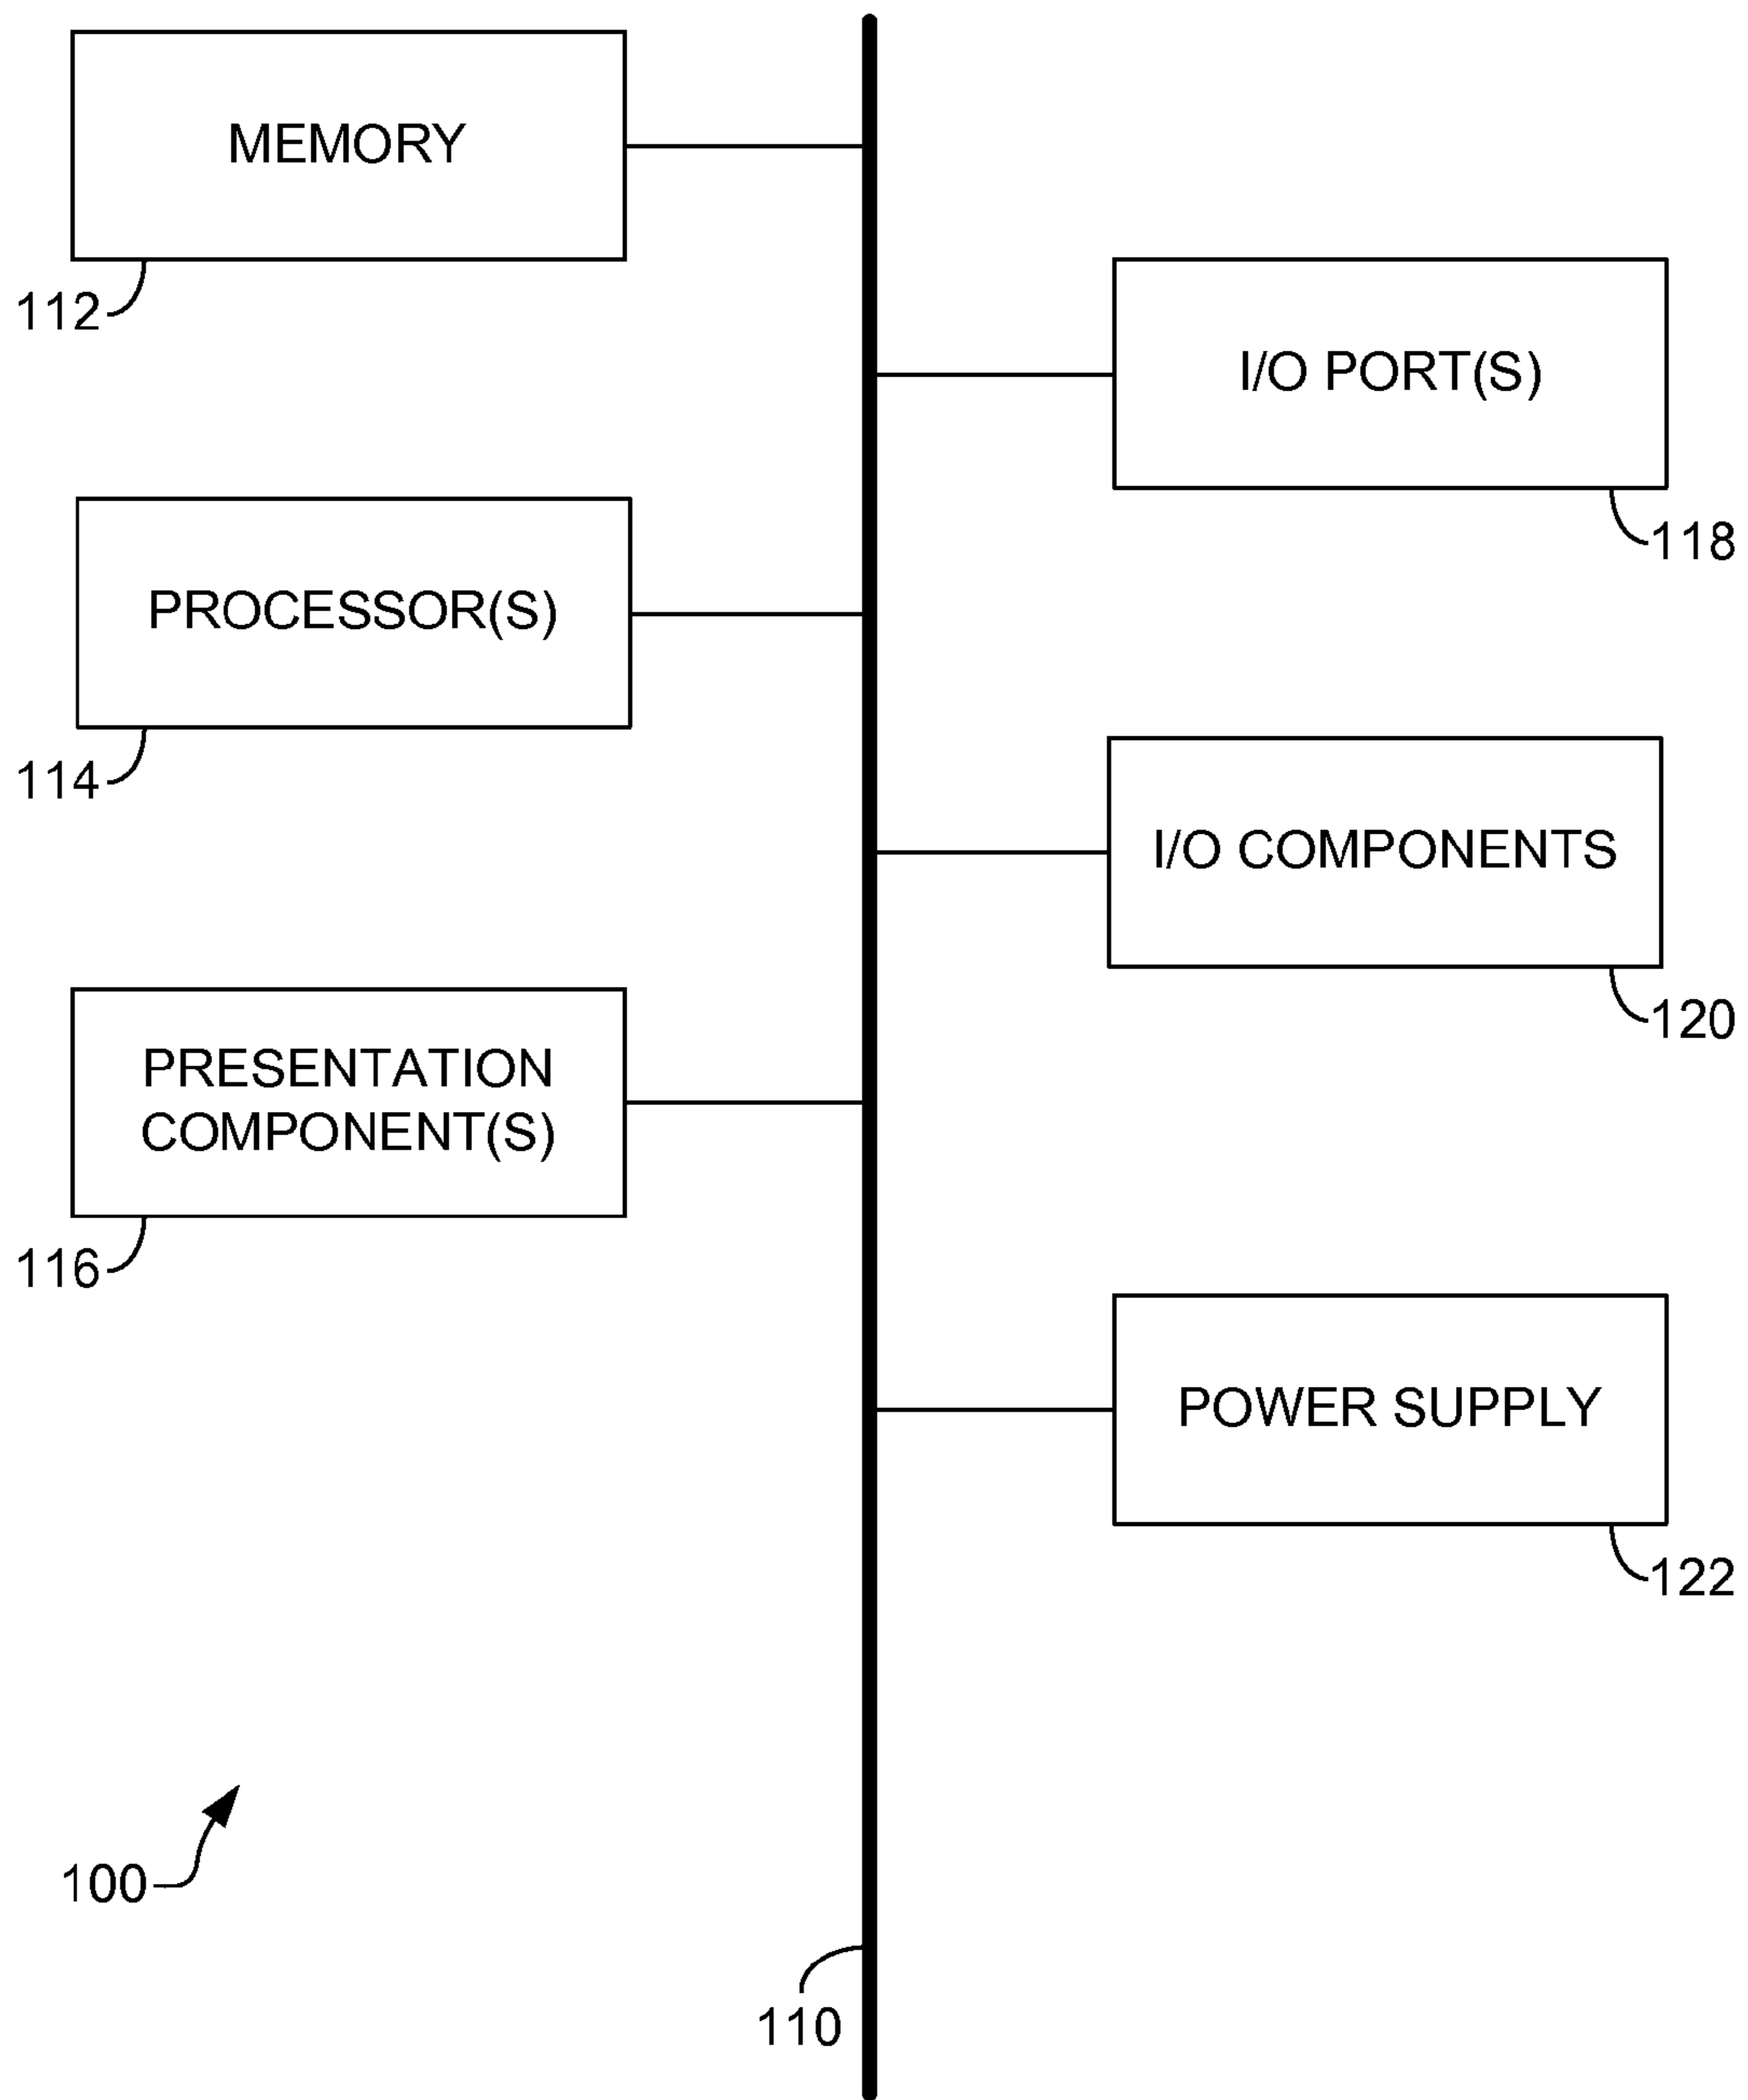 MEMORY
112
I/O PORT(S)
118
PROCESSOR(S)
114
I/O COMPONENTS
120
PRESENTATION
COMPONENT(S)
116
POWER SUPPLY
122
100
110